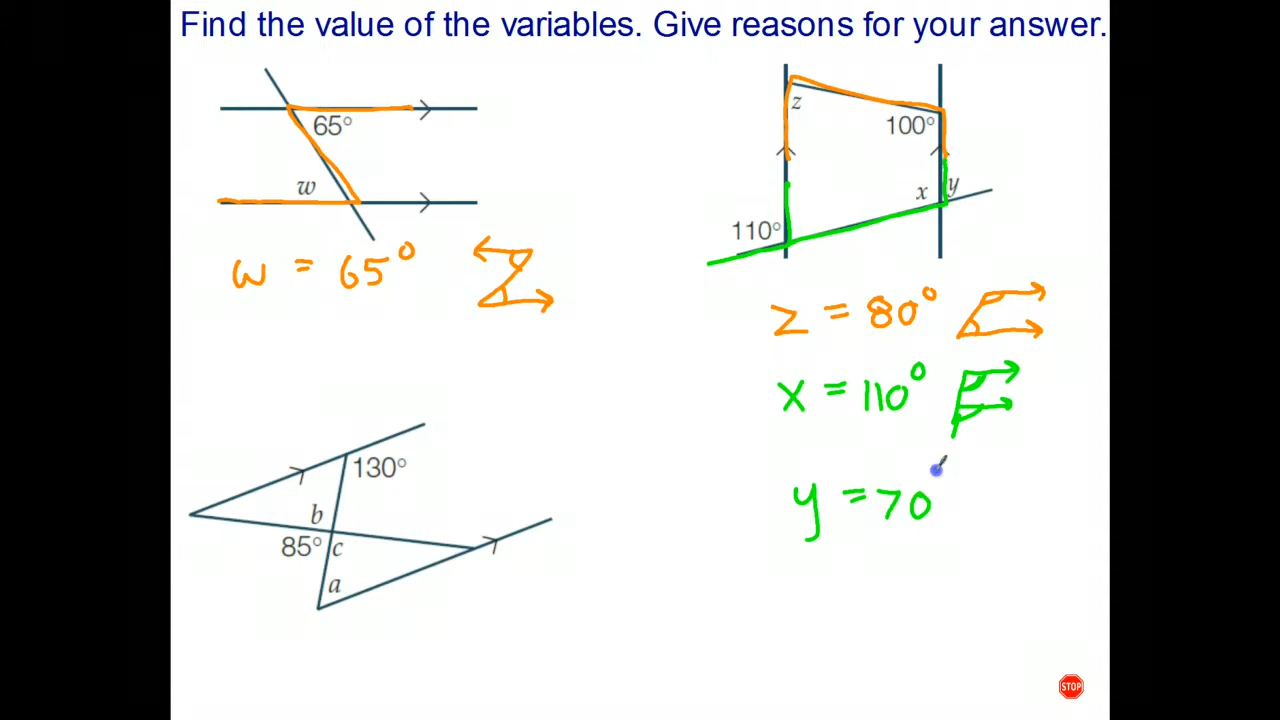 Find the value of the variables. Give reasons for your answer.
65°
w
w = 65°
z
100°
x
y
110°
z = 80°
x = 110°
y = 70
130°
b
85°
c
a
STOP